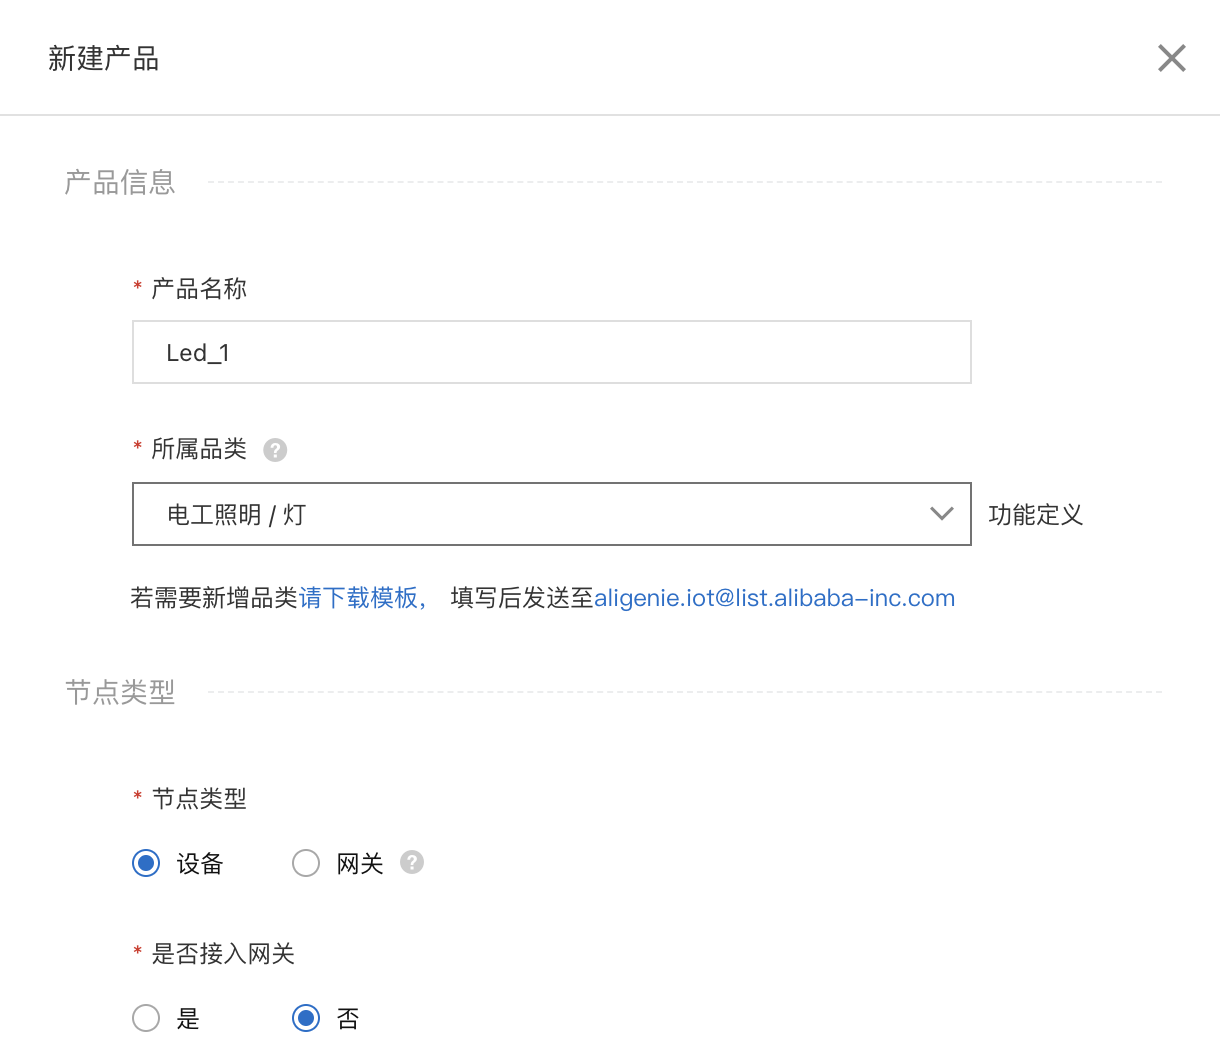 新建产品
产品信息
* 产品名称
Led_1
* 所属品类 ?
电工照明 / 灯
功能定义
若需要新增品类请下载模板， 填写后发送至aligenie.iot@list.alibaba-inc.com
节点类型
* 节点类型
设备 网关 ?
* 是否接入网关
是 否